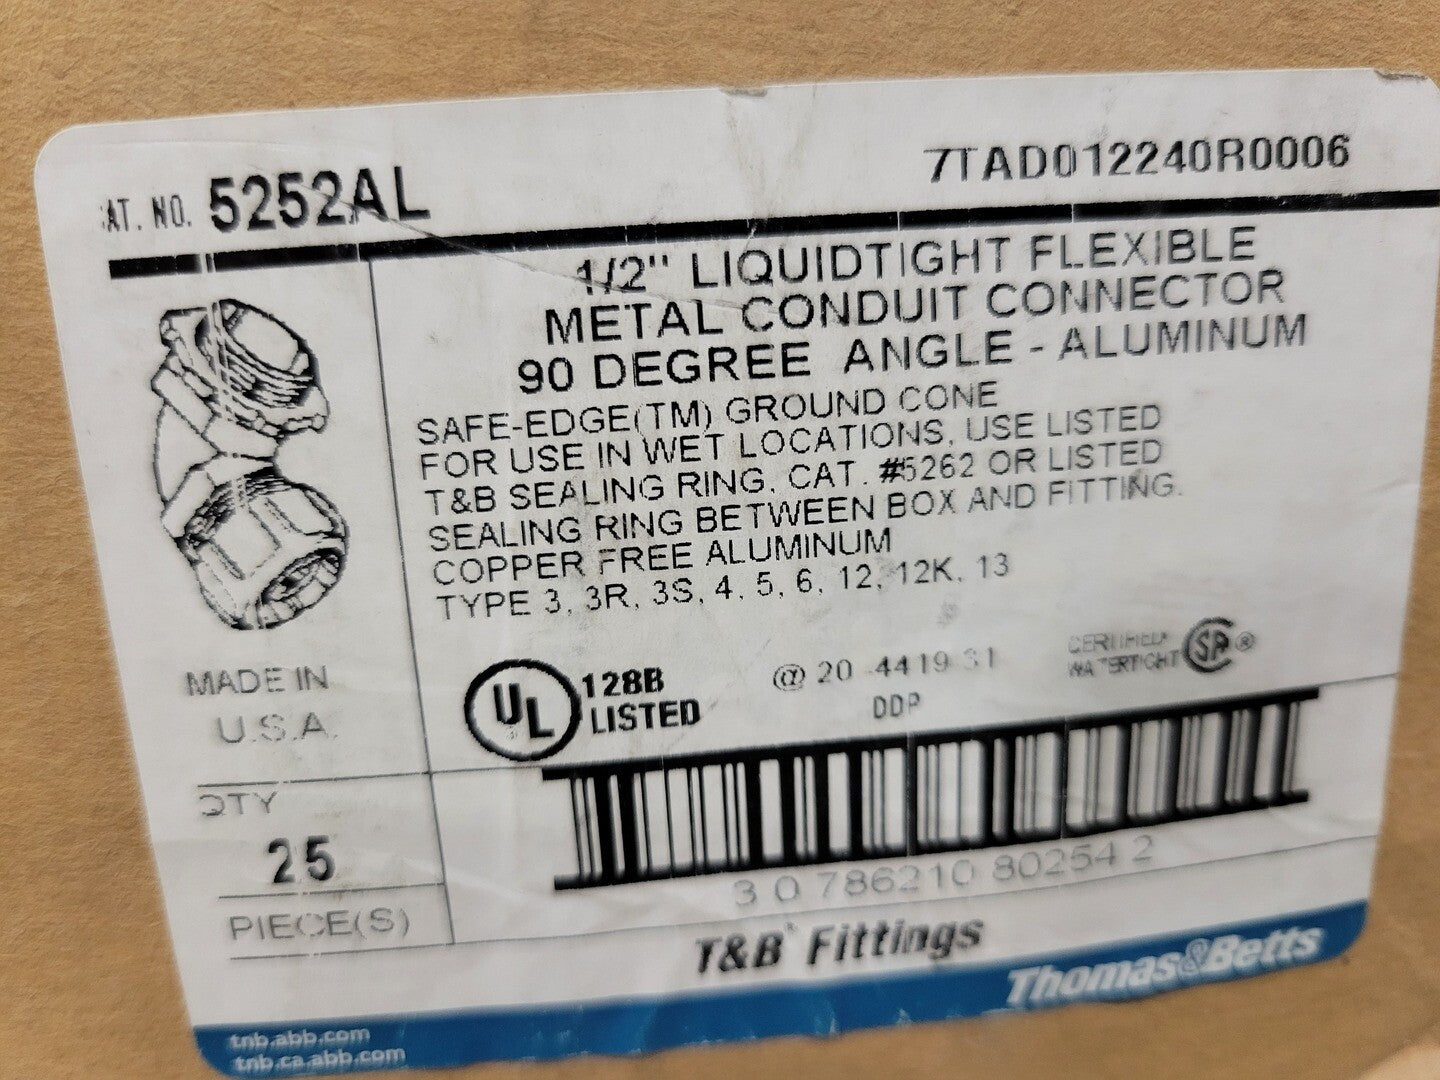 AT. NO. 5252AL
7TAD012240R0006
1/2" LIQUIDTIGHT FLEXIBLE
METAL CONDUIT CONNECTOR
90 DEGREE ANGLE - ALUMINUM
SAFE-EDGE(TM) GROUND CONE
FOR USE IN WET LOCATIONS, USE LISTED
T&B SEALING RING, CAT. #5262 OR LISTED
SEALING RING BETWEEN BOX AND FITTING.
COPPER FREE ALUMINUM
TYPE 3, 3R, 3S, 4, 5, 6, 12, 12K, 13
MADE IN
U.S.A.
UL
128B
LISTED
@ 20
DDP
CERTIFIED
WATERTIGHT
SA ®
QTY
25
PIECE(S)
3 0 786210 80254 2
T&B® Fittings
Thomas&Betts
tnb.abb.com
tnb.ca.abb.com